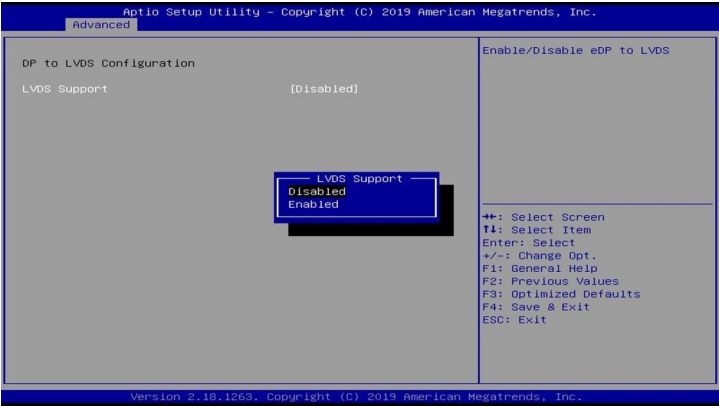 Aptio Setup Utility – Copyright (C) 2019 American Megatrends, Inc.
Advanced
DP to LVDS Configuration
LVDS Support [Disabled]
Enable/Disable eDP to LVDS
LVDS Support
Disabled
Enabled
→←: Select Screen
↑↓: Select Item
Enter: Select
+/-: Change Opt.
F1: General Help
F2: Previous Values
F3: Optimized Defaults
F4: Save & Exit
ESC: Exit
Version 2.18.1263. Copyright (C) 2019 American Megatrends, Inc.